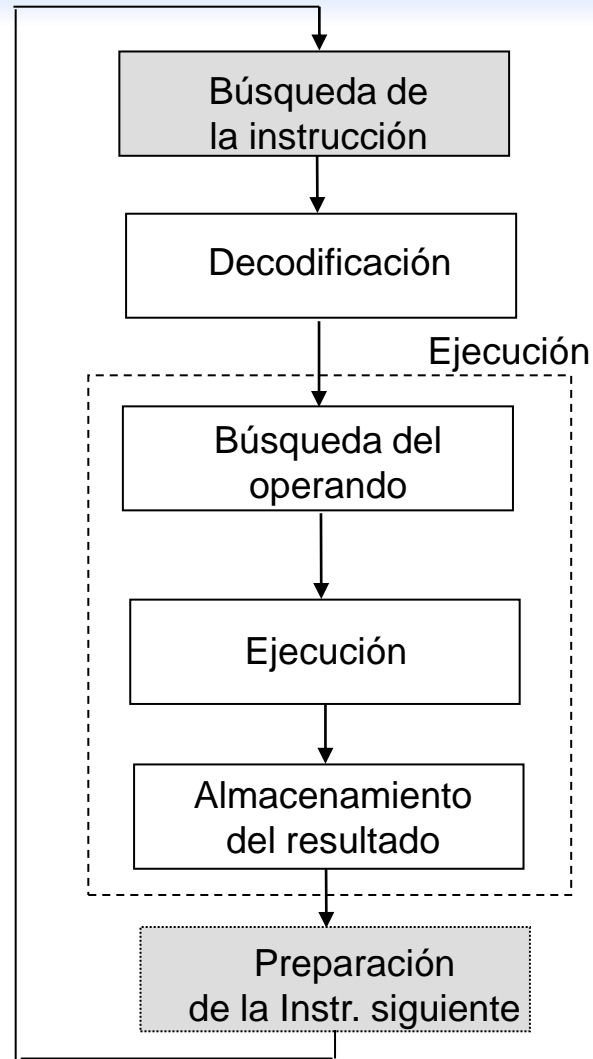 Búsqueda de
la instrucción
Decodificación
Ejecución
Búsqueda del
operando
Ejecución
Almacenamiento
del resultado
Preparación
de la Instr. siguiente